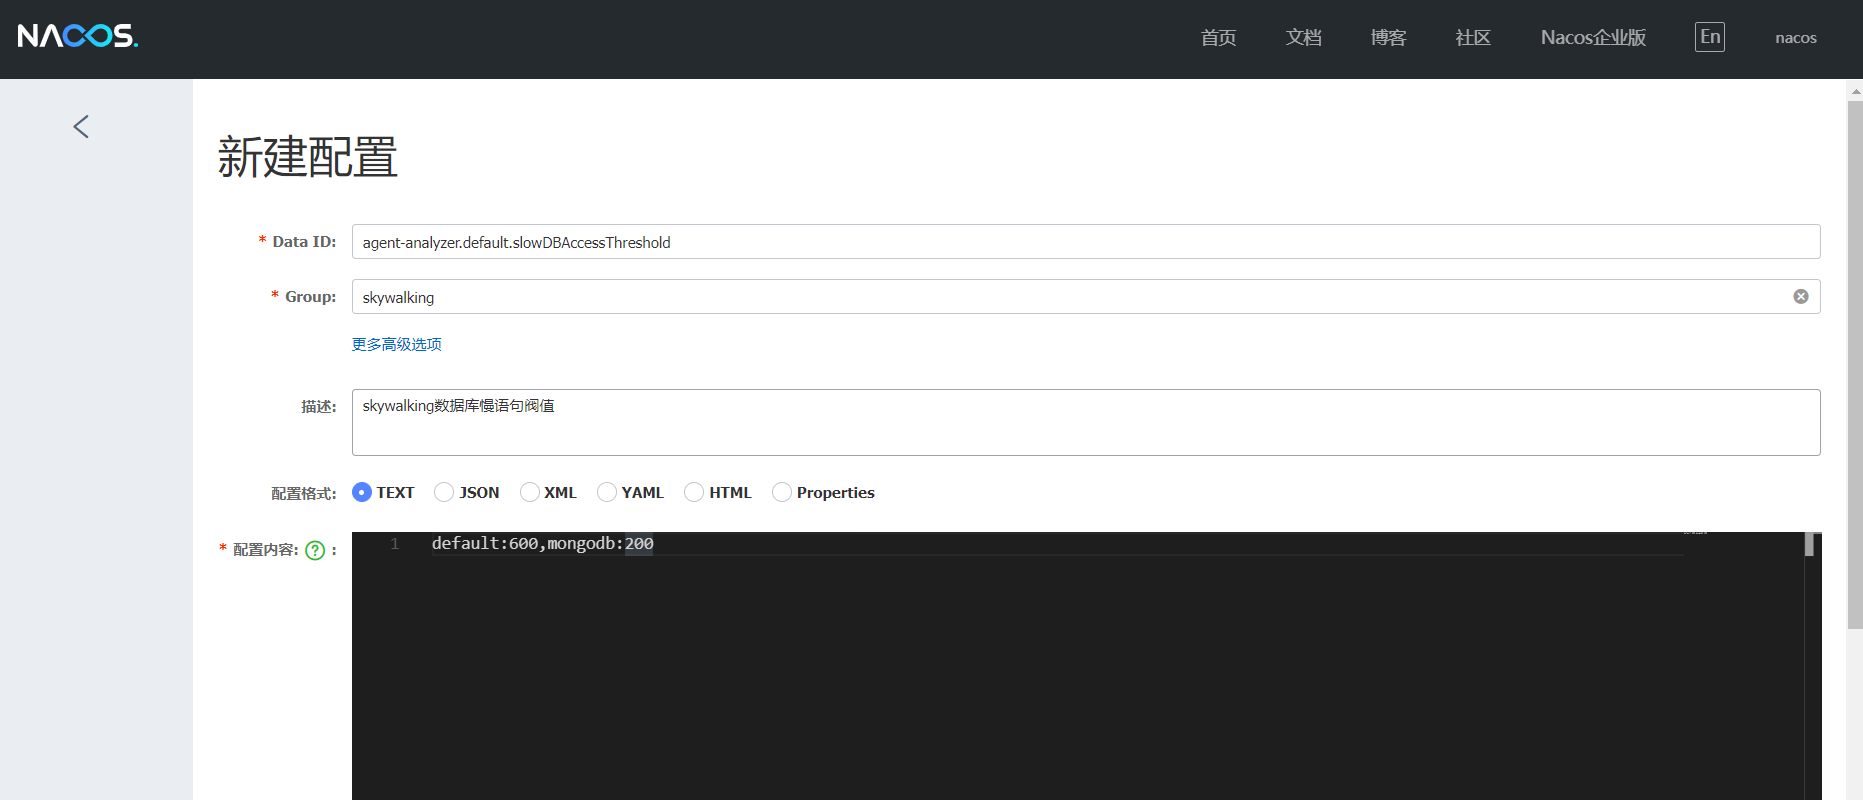 NACOS.
首页 文档 博客 社区 Nacos企业版 En nacos
新建配置
* Data ID: agent-analyzer.default.slowDBAccessThreshold
* Group: skywalking
更多高级选项
描述: skywalking数据库慢语句阀值
配置格式: TEXT JSON XML YAML HTML Properties
* 配置内容: ? : 1 default:600,mongodb:200